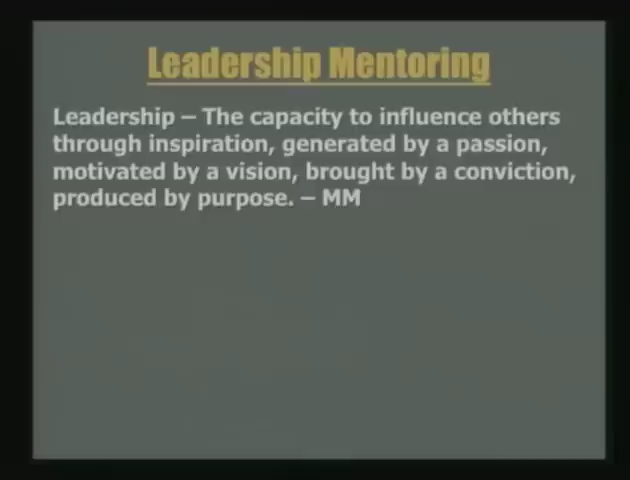 Leadership Mentoring
Leadership – The capacity to influence others
through inspiration, generated by a passion,
motivated by a vision, brought by a conviction,
produced by purpose. – MM